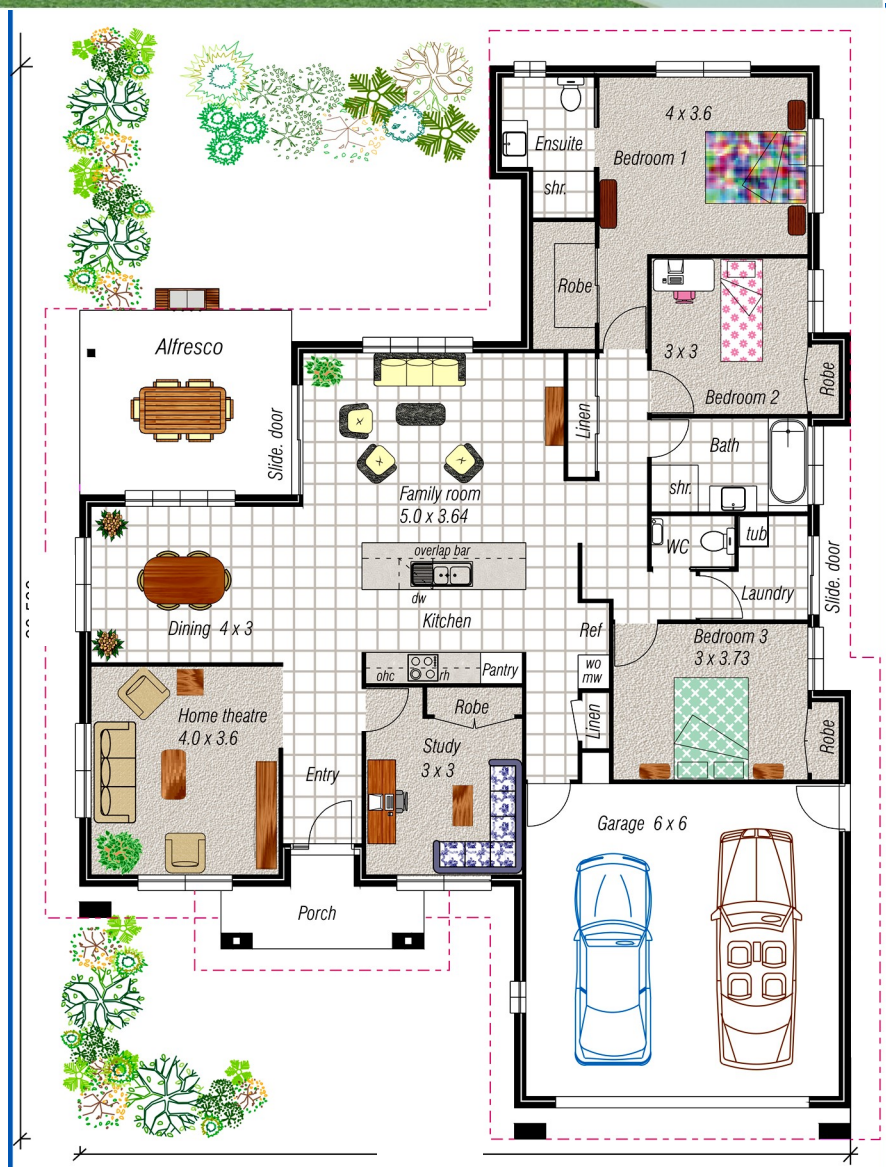 4 x 3.6
Ensuite
Bedroom 1
shr.
Robe
Alfresco
3 x 3
Bedroom 2
Robe
Slide. door
Linen
Bath
shr.
Family room
5.0 x 3.64
overlap bar
dw
WC
tub
Slide. door
Laundry
Kitchen
Dining 4 x 3
Ref
Bedroom 3
3 x 3.73
ohc
rh
Pantry
wo
mw
Robe
Linen
Robe
Home theatre
4.0 x 3.6
Study
3 x 3
Entry
Garage 6 x 6
Porch